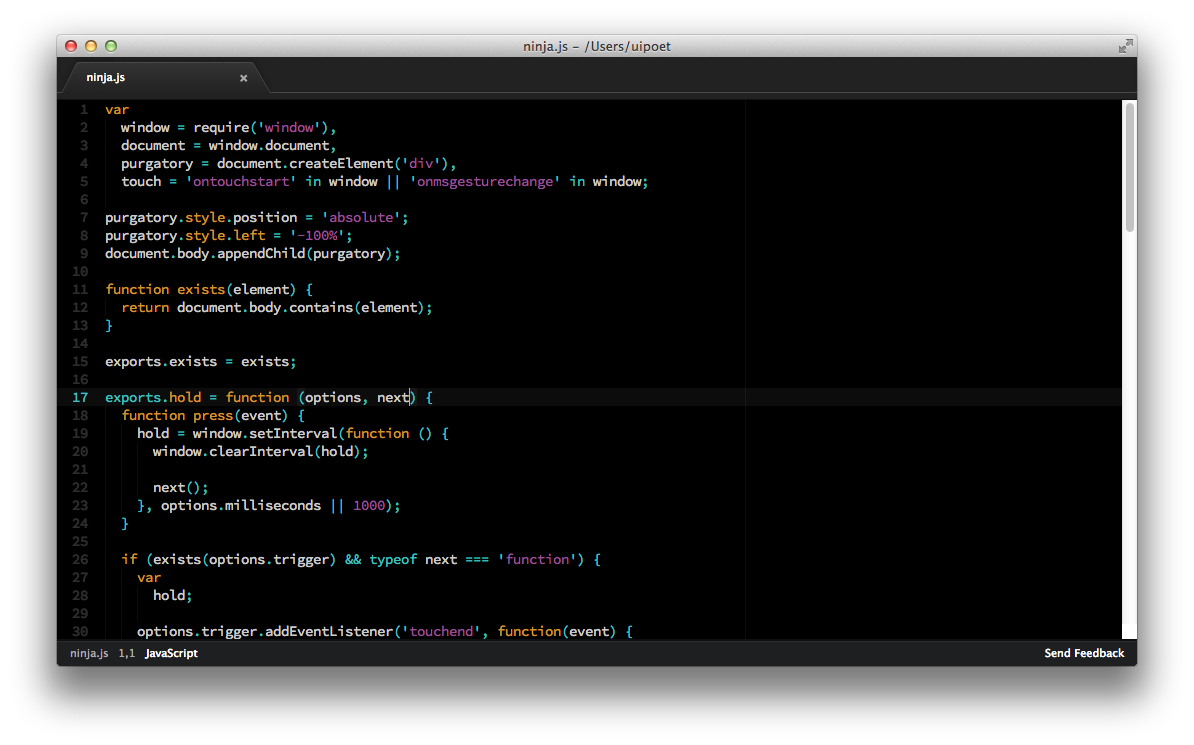 ninja.js – /Users/uipoet
ninja.js ×
1 var
2   window = require('window'),
3   document = window.document,
4   purgatory = document.createElement('div'),
5   touch = 'ontouchstart' in window || 'onmsgesturechange' in window;
6
7 purgatory.style.position = 'absolute';
8 purgatory.style.left = '-100%';
9 document.body.appendChild(purgatory);
10
11 function exists(element) {
12   return document.body.contains(element);
13 }
14
15 exports.exists = exists;
16
17 exports.hold = function (options, next) {
18   function press(event) {
19     hold = window.setInterval(function () {
20       window.clearInterval(hold);
21
22       next();
23     }, options.milliseconds || 1000);
24   }
25
26   if (exists(options.trigger) && typeof next === 'function') {
27     var
28       hold;
29
30     options.trigger.addEventListener('touchend', function(event) {
ninja.js 1,1 JavaScript Send Feedback